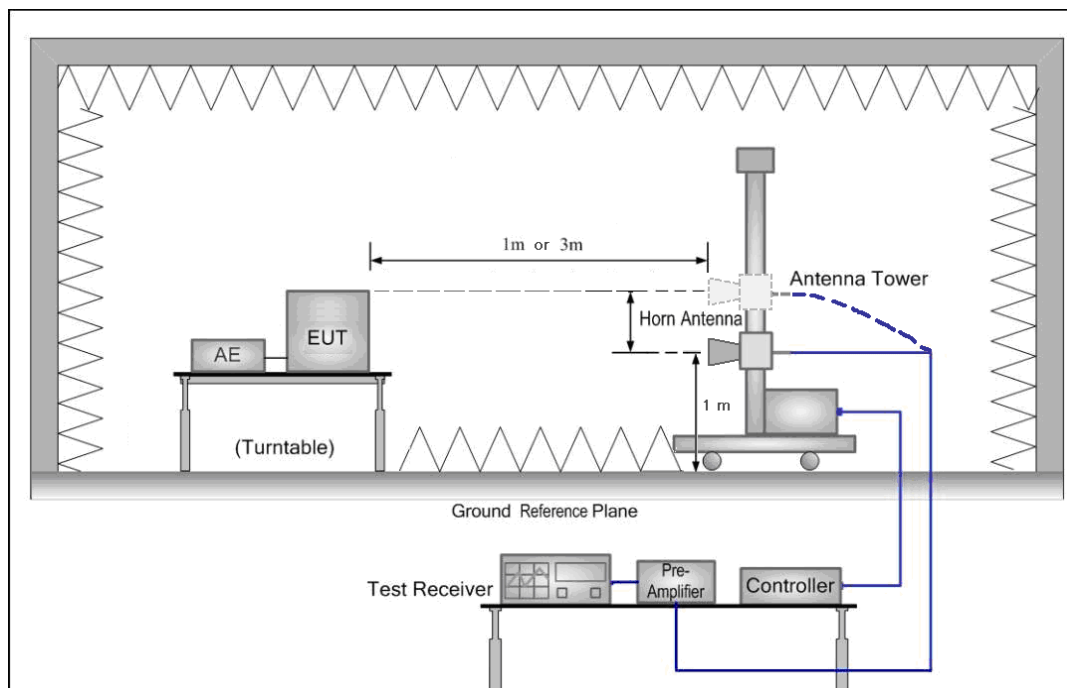 1m or 3m
Antenna Tower
Horn Antenna
EUT
AE
1 m
(Turntable)
Ground Reference Plane
Test Receiver
Pre-
Amplifier
Controller